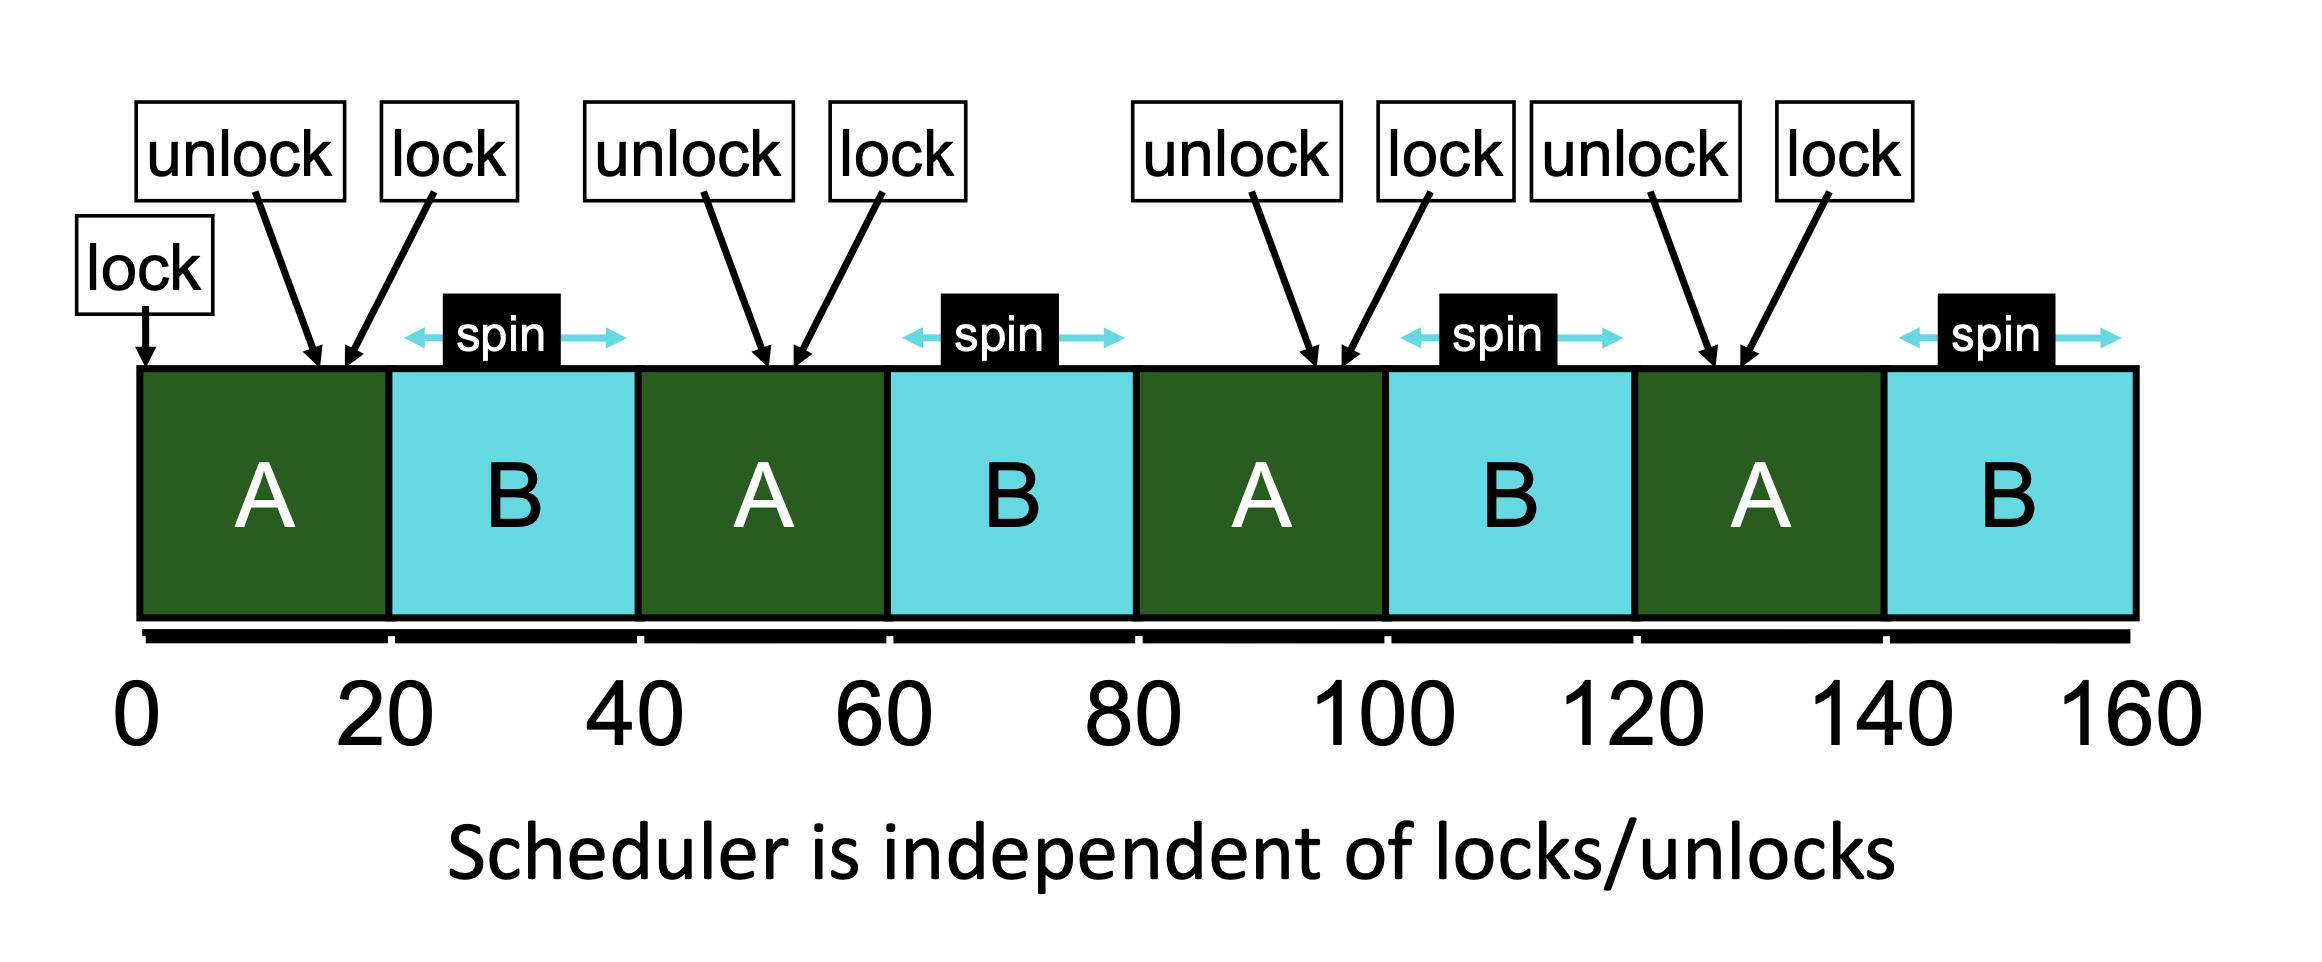 unlock lock unlock lock unlock lock unlock lock
lock
spin spin spin spin
A B A B A B A B
0 20 40 60 80 100 120 140 160
Scheduler is independent of locks/unlocks